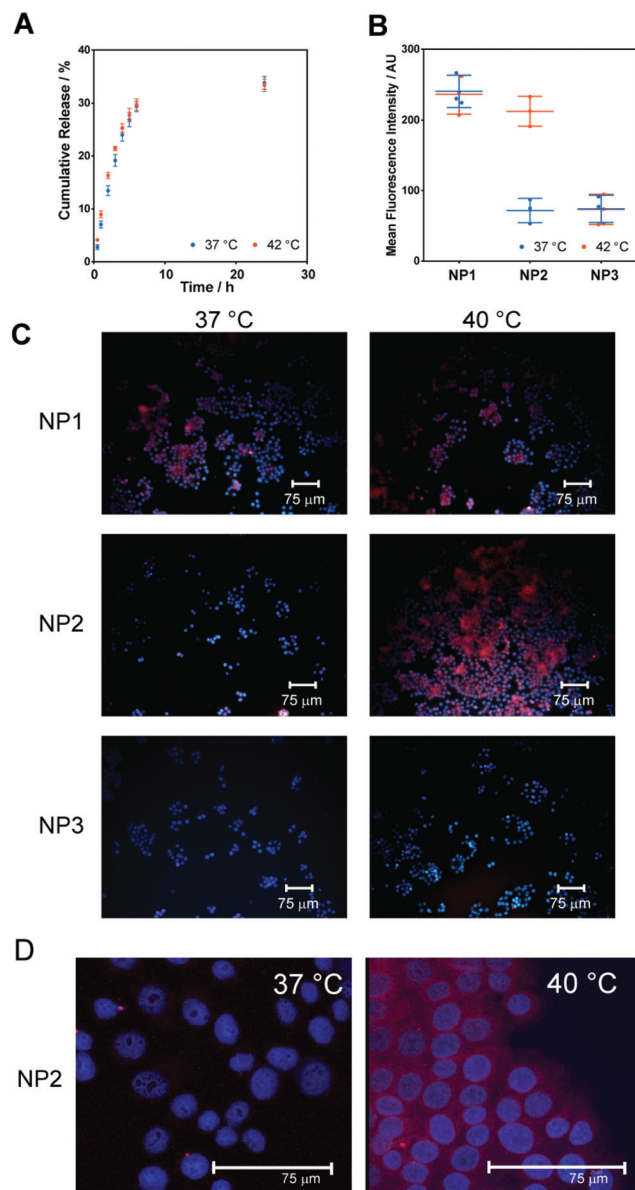 A
Cumulative Release / %
40
30
20
10
0
0 10 20 30
37 °C 42 °C
Time / h
B
Mean Fluorescence Intensity / AU
300
200
100
0
37 °C 42 °C
NP1 NP2 NP3
C
37 °C 40 °C
NP1
75 μm 75 μm
NP2
75 μm 75 μm
NP3
75 μm 75 μm
D
37 °C 40 °C
NP2
75 μm 75 μm